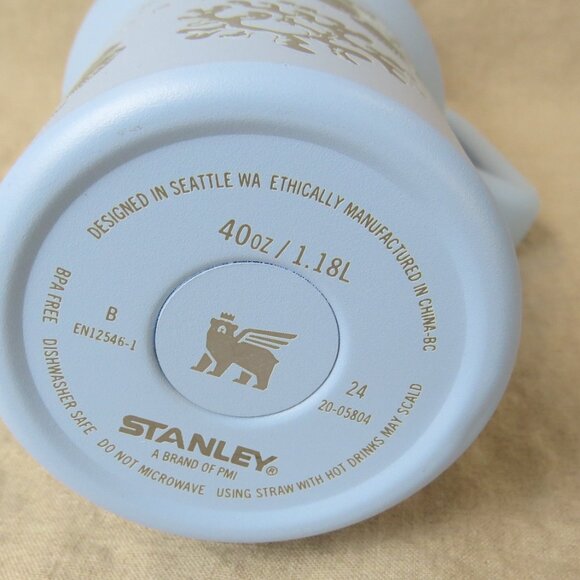 DESIGNED IN SEATTLE WA ETHICALLY MANUFACTURED IN CHINA-BC
40OZ / 1.18L
B
EN12546-1
24
20-05804
STANLEY®
A BRAND OF PMI
BPA FREE DISHWASHER SAFE DO NOT MICROWAVE USING STRAW WITH HOT DRINKS MAY SCALD